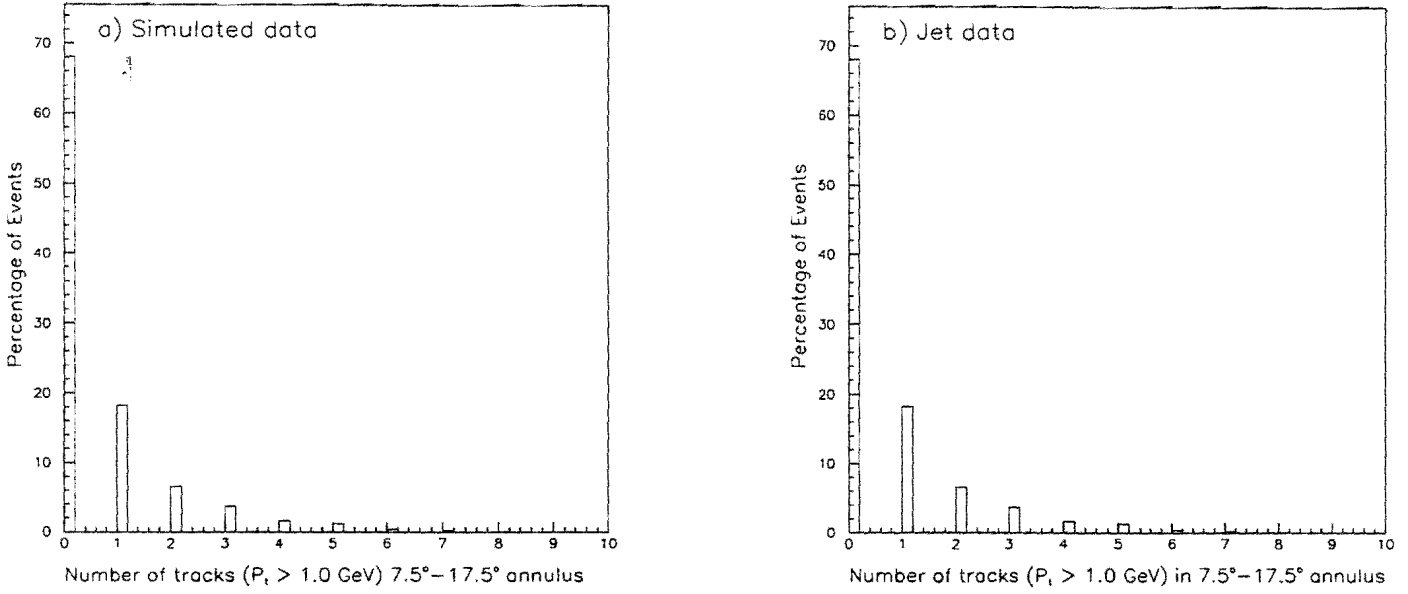 a) Simulated data
70
60
50
40
30
20
10
0
Percentage of Events
0 1 2 3 4 5 6 7 8 9 10
Number of tracks (Pt > 1.0 GeV) 7.5°–17.5° annulus
b) Jet data
70
60
50
40
30
20
10
0
Percentage of Events
0 1 2 3 4 5 6 7 8 9 10
Number of tracks (Pt > 1.0 GeV) in 7.5°–17.5° annulus